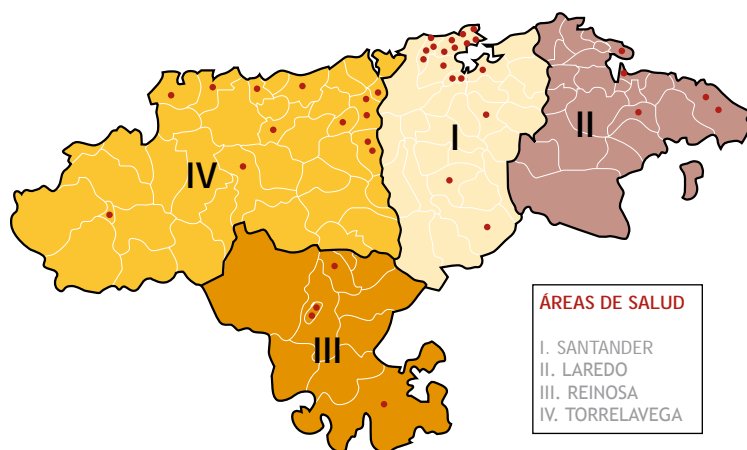 I
II
IV
III
ÁREAS DE SALUD
I. SANTANDER
II. LAREDO
III. REINOSA
IV. TORRELAVEGA